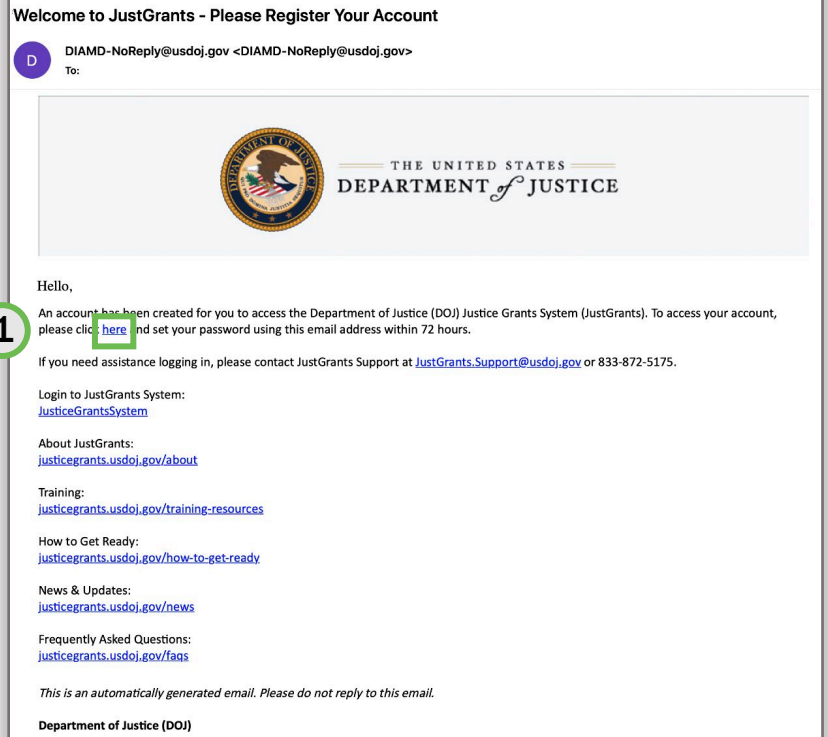 Welcome to JustGrants - Please Register Your Account
D
DIAMD-NoReply@usdoj.gov <DIAMD-NoReply@usdoj.gov>
To:
DEPARTMENT OF JUSTICE
THE UNITED STATES
DEPARTMENT of JUSTICE
Hello,
An account has been created for you to access the Department of Justice (DOJ) Justice Grants System (JustGrants). To access your account,
1
please click here and set your password using this email address within 72 hours.
If you need assistance logging in, please contact JustGrants Support at JustGrants.Support@usdoj.gov or 833-872-5175.
Login to JustGrants System:
JusticeGrantsSystem
About JustGrants:
justicegrants.usdoj.gov/about
Training:
justicegrants.usdoj.gov/training-resources
How to Get Ready:
justicegrants.usdoj.gov/how-to-get-ready
News & Updates:
justicegrants.usdoj.gov/news
Frequently Asked Questions:
justicegrants.usdoj.gov/faqs
This is an automatically generated email. Please do not reply to this email.
Department of Justice (DOJ)